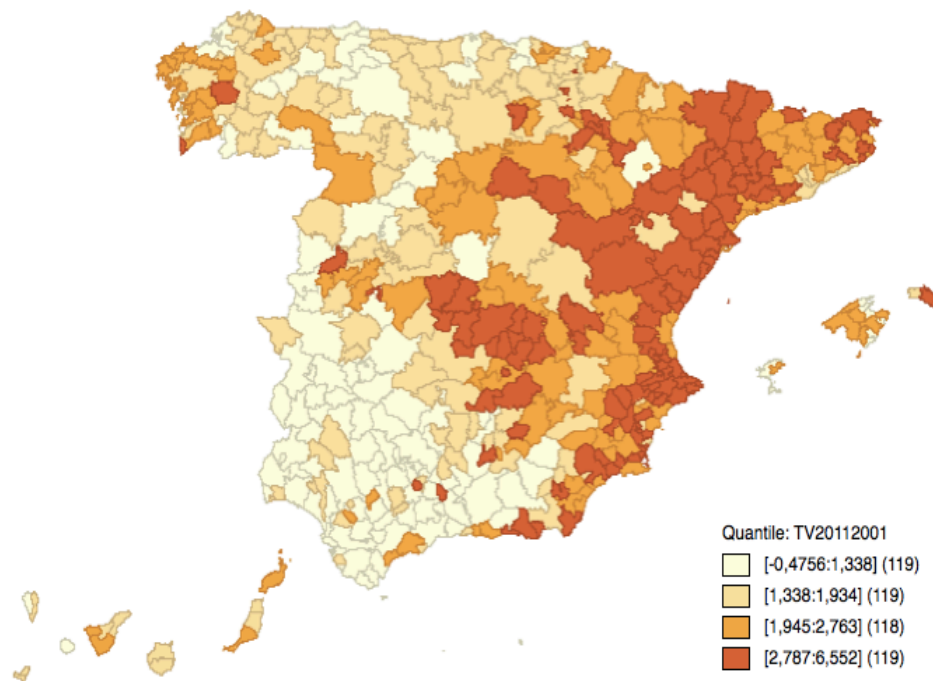 Quantile: TV20112001
[-0,4756:1,338] (119)
[1,338:1,934] (119)
[1,945:2,763] (118)
[2,787:6,552] (119)